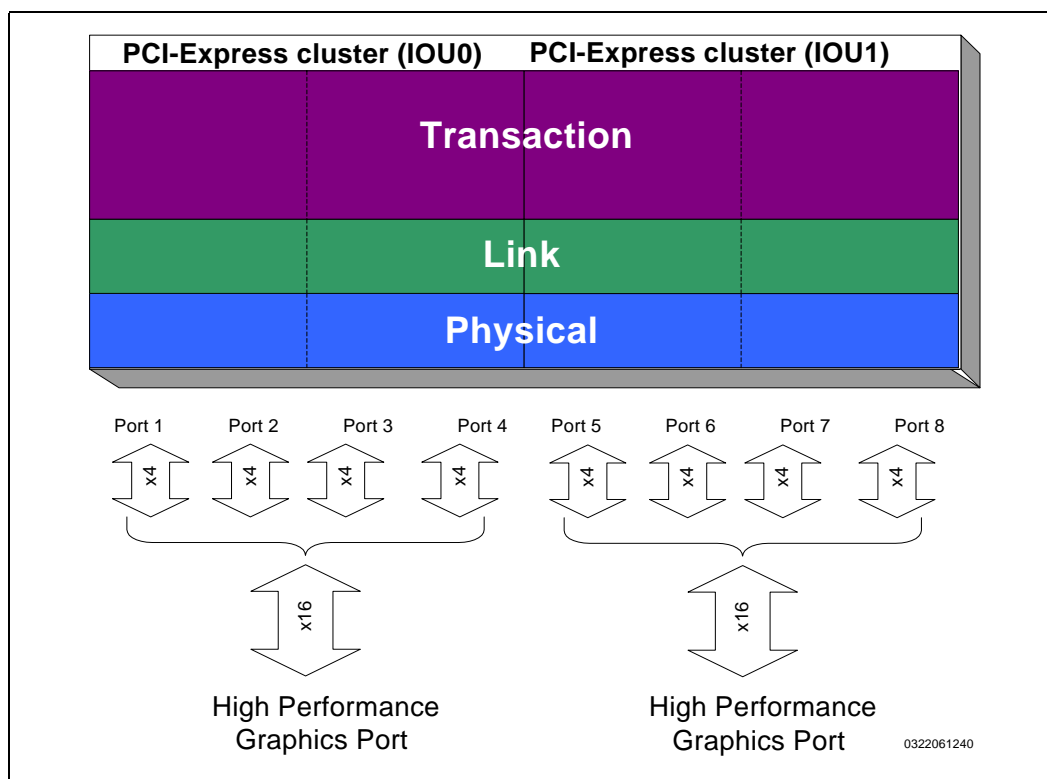 PCI-Express cluster (IOU0) PCI-Express cluster (IOU1)
Transaction
Link
Physical
Port 1 Port 2 Port 3 Port 4 Port 5 Port 6 Port 7 Port 8
x4 x4 x4 x4 x4 x4 x4 x4
x16 x16
High Performance High Performance
Graphics Port Graphics Port
0322061240